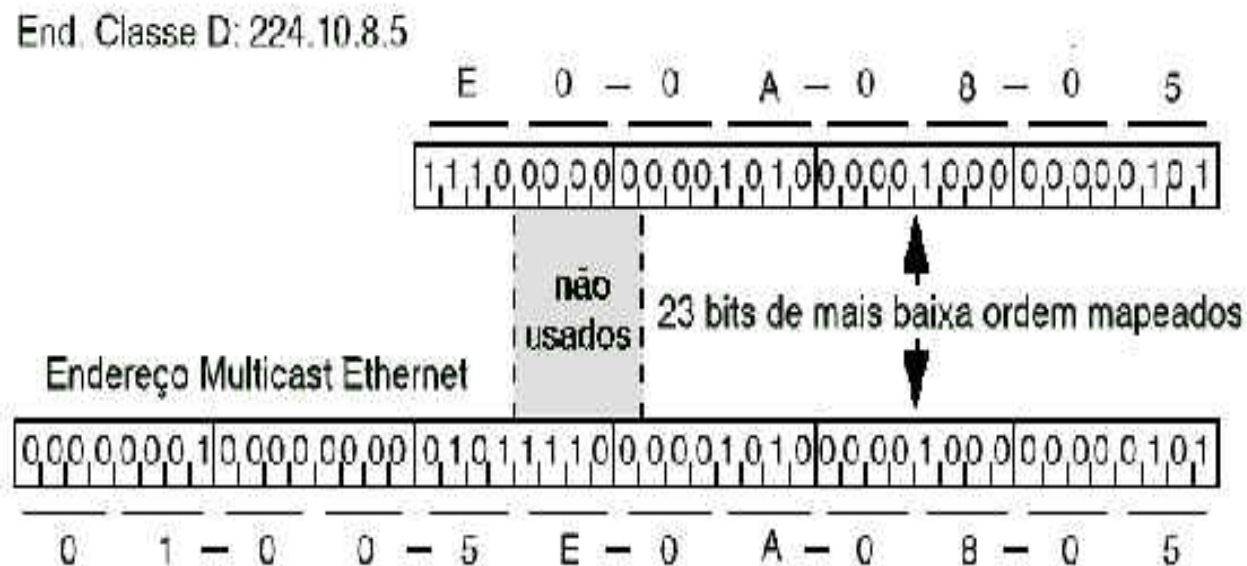 End. Classe D: 224.10.8.5
E 0 – 0 A – 0 8 – 0 5
1 1 1 0 0 0 0 0 0 0 0 0 1 0 1 0 0 0 0 0 1 0 0 0 0 0 0 0 0 1 0 1
não
usados
23 bits de mais baixa ordem mapeados
Endereço Multicast Ethernet
0 0 0 0 0 0 0 1 0 0 0 0 0 0 0 0 0 1 0 1 1 1 1 0 0 0 0 0 1 0 1 0 0 0 0 0 1 0 0 0 0 0 0 0 0 1 0 1
0 1 – 0 0 – 5 E – 0 A – 0 8 – 0 5